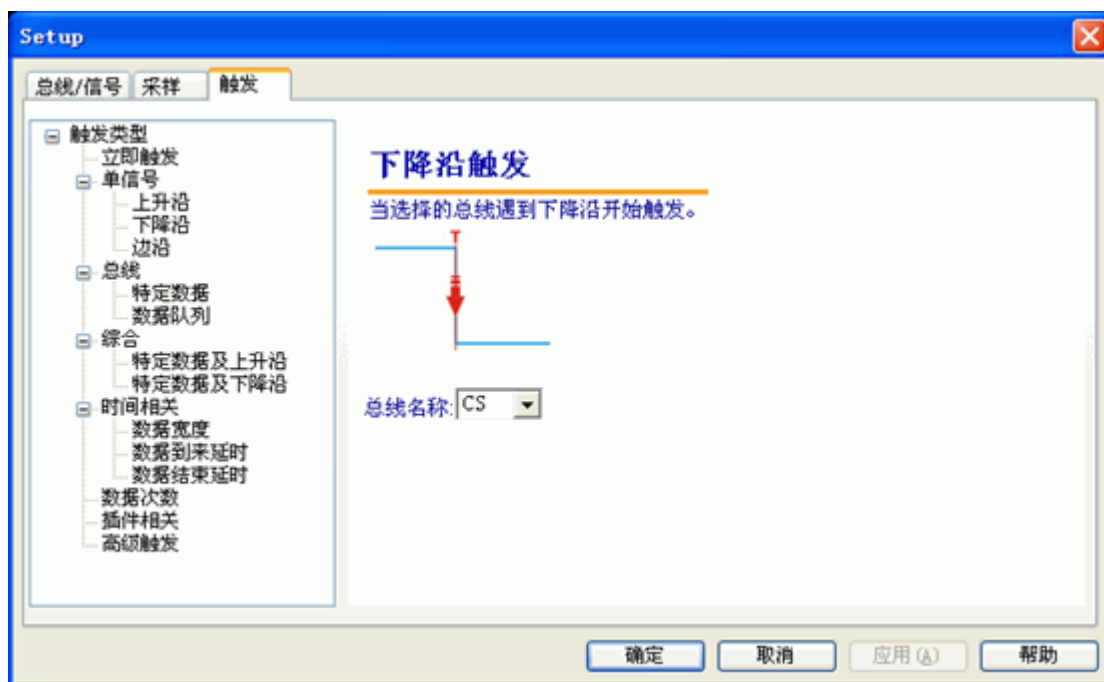 Setup
总线/信号 采样 触发
触发类型
立即触发
单信号
上升沿
下降沿
边沿
总线
特定数据
数据队列
综合
特定数据及上升沿
特定数据及下降沿
时间相关
数据宽度
数据到来延时
数据结束延时
数据次数
插件相关
高级触发
下降沿触发
当选择的总线遇到下降沿开始触发。
T
总线名称: CS
确定 取消 应用(A) 帮助